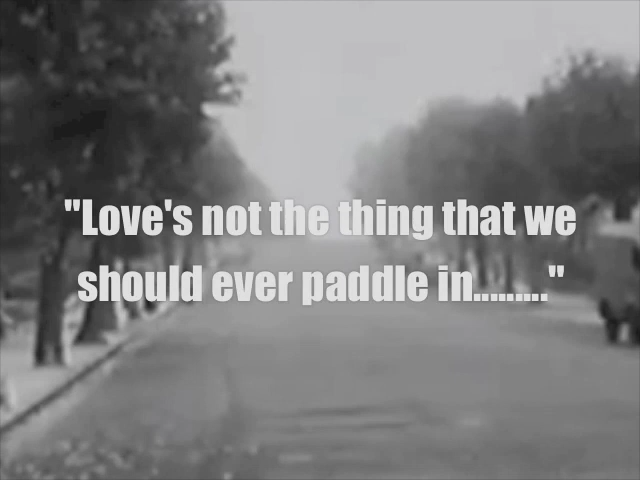 "Love's not the thing that we
should ever paddle in........."